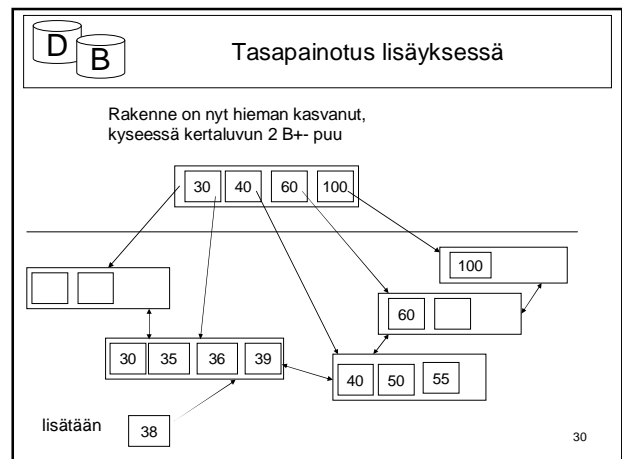 D
B
Tasapainotus lisäyksessä
Rakenne on nyt hieman kasvanut,
kyseessä kertaluvun 2 B+- puu
30 40 60 100
100
60
30 35 36 39
40 50 55
lisätään 38
30